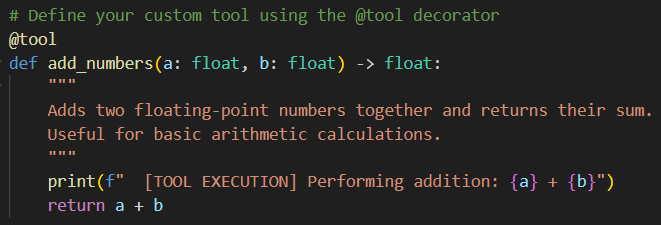 # Define your custom tool using the @tool decorator
@tool
def add_numbers(a: float, b: float) -> float:
    """
    Adds two floating-point numbers together and returns their sum.
    Useful for basic arithmetic calculations.
    """
    print(f"  [TOOL EXECUTION] Performing addition: {a} + {b}")
    return a + b